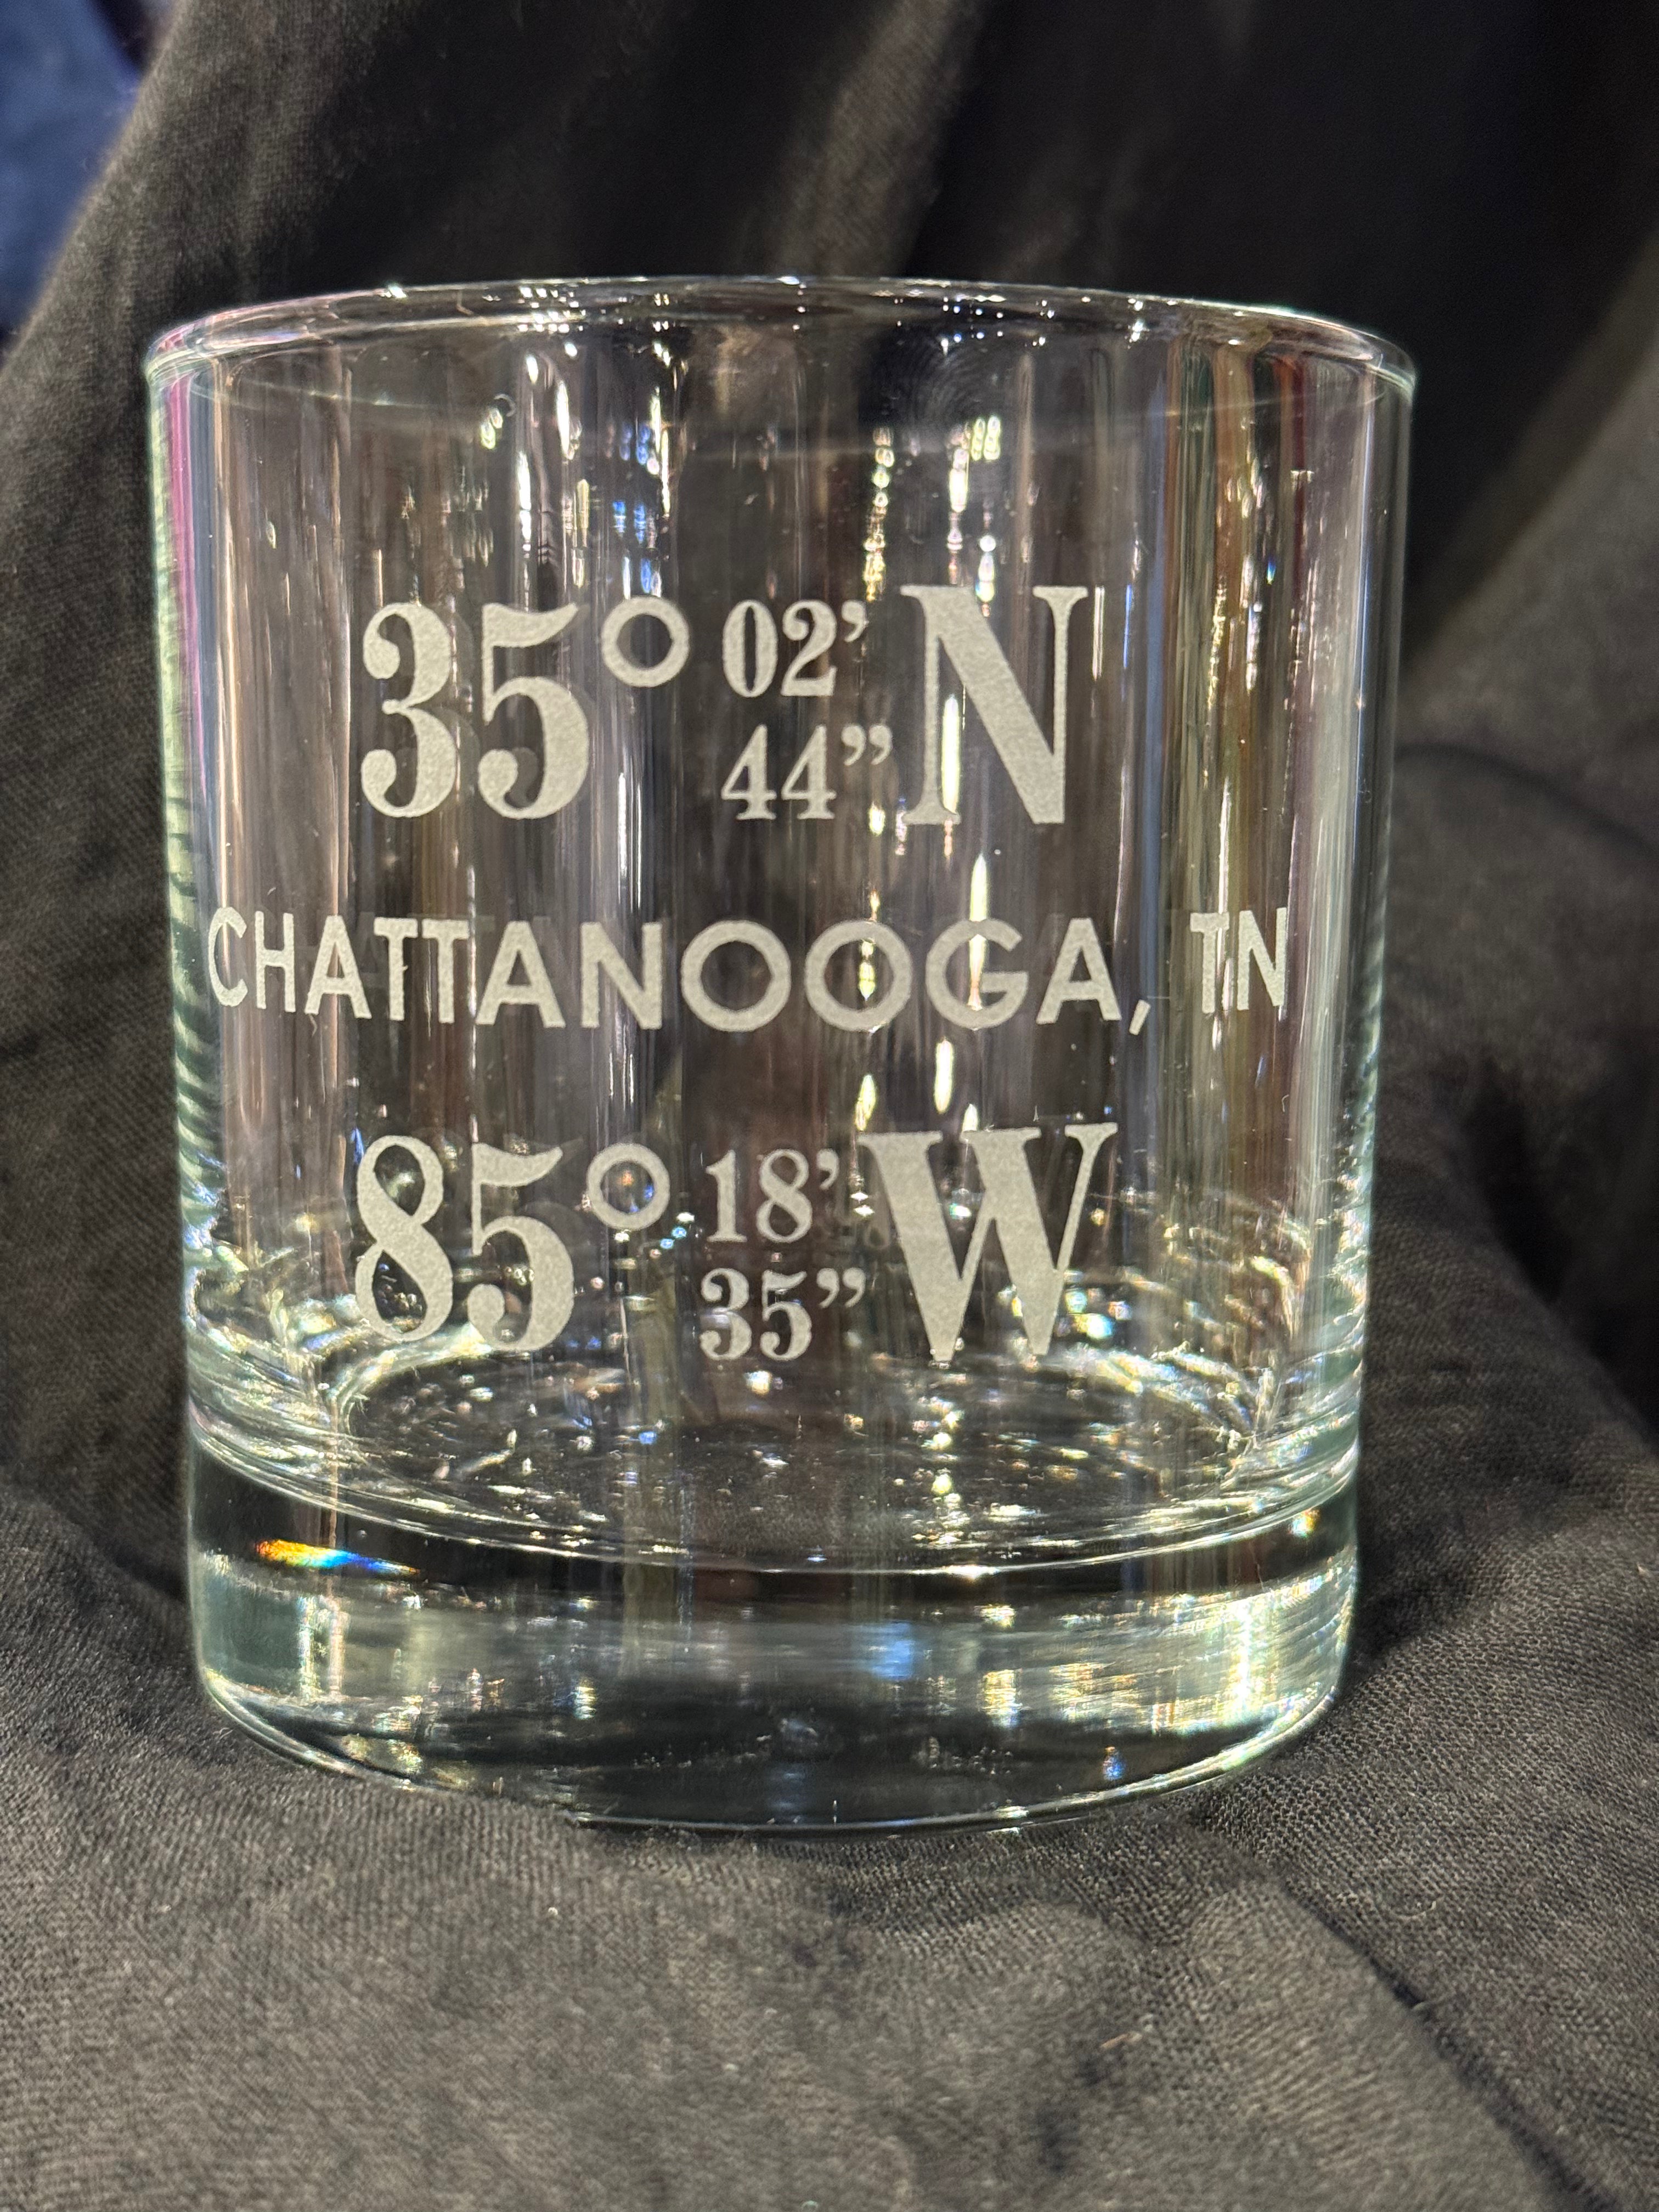 35° 02’ 44” N
CHATTANOOGA, TN
85° 18’ 35” W